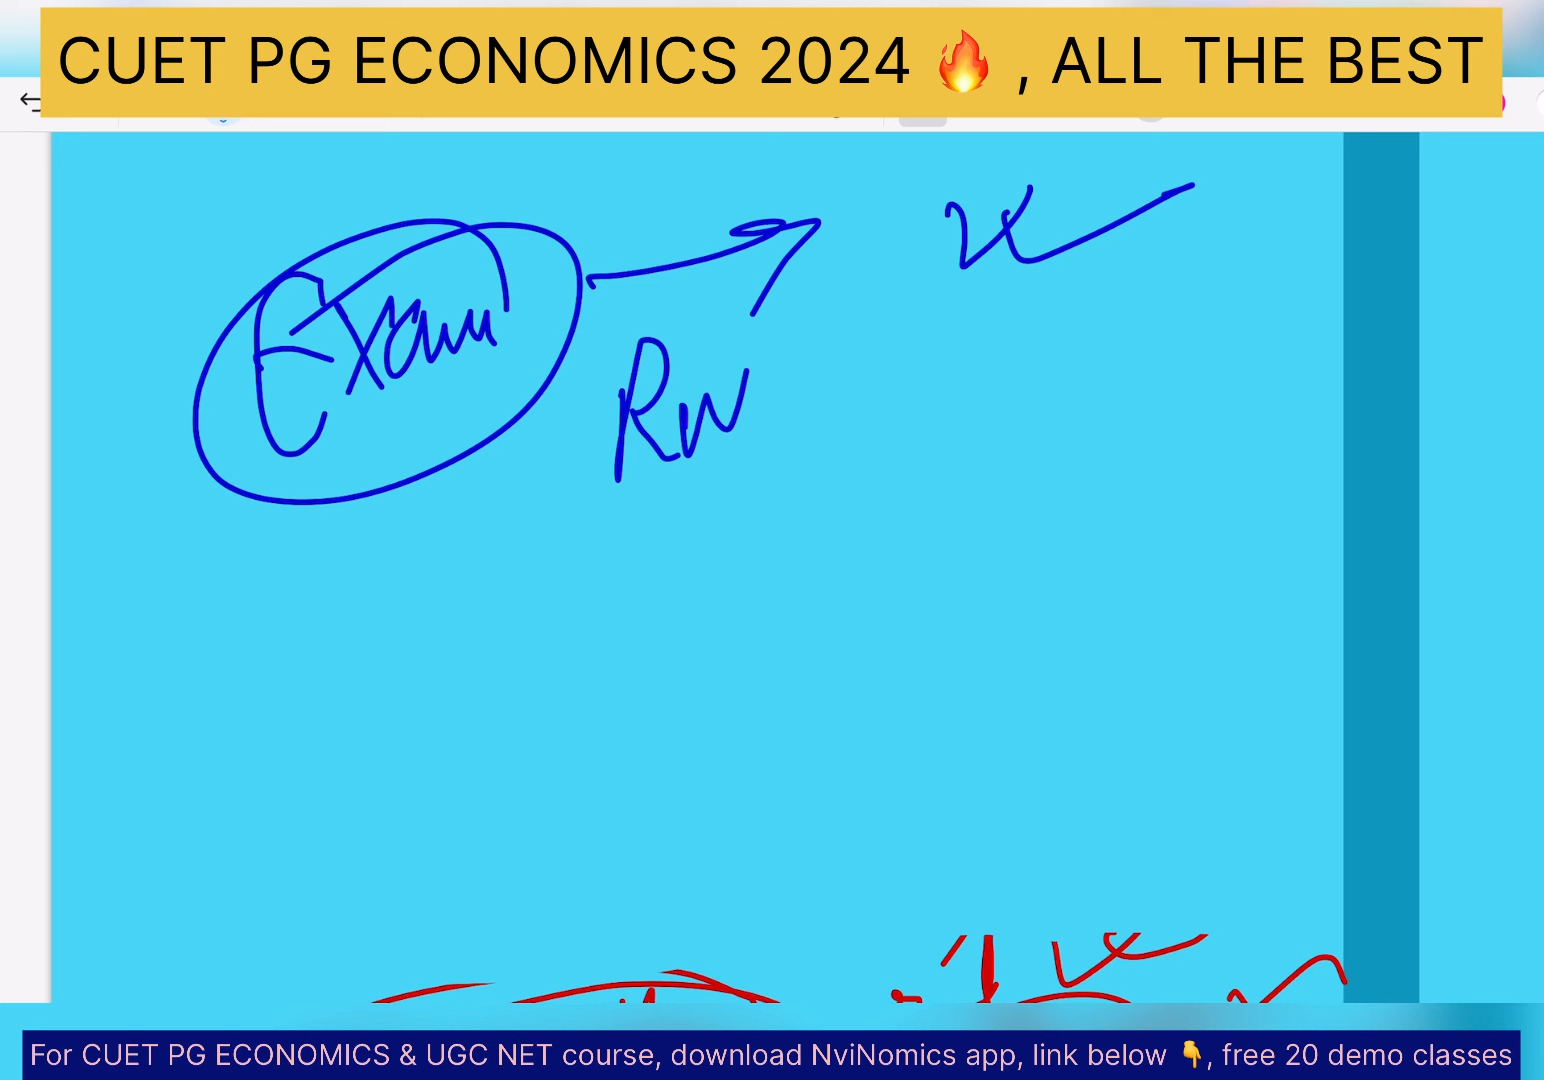 CUET PG ECONOMICS 2024 🔥 , ALL THE BEST
Exam
For CUET PG ECONOMICS & UGC NET course, download NviNomics app, link below 👇, free 20 demo classes